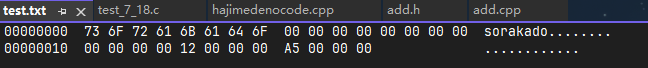 test.txt test_7_18.c hajimedenocode.cpp add.h add.cpp
00000000 73 6F 72 61 6B 61 64 6F 00 00 00 00 00 00 00 00 sorakado........
00000010 00 00 00 00 12 00 00 00 A5 00 00 00 ............